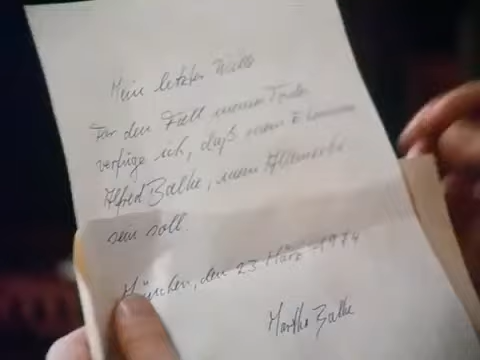 Mein letzter Wille
Für den Fall meines Todes
verfüge ich, daß mein Ehemann
Alfred Balke, mein Alleinerbe
sein soll.
München, den 23 März 1974
Martha Balke